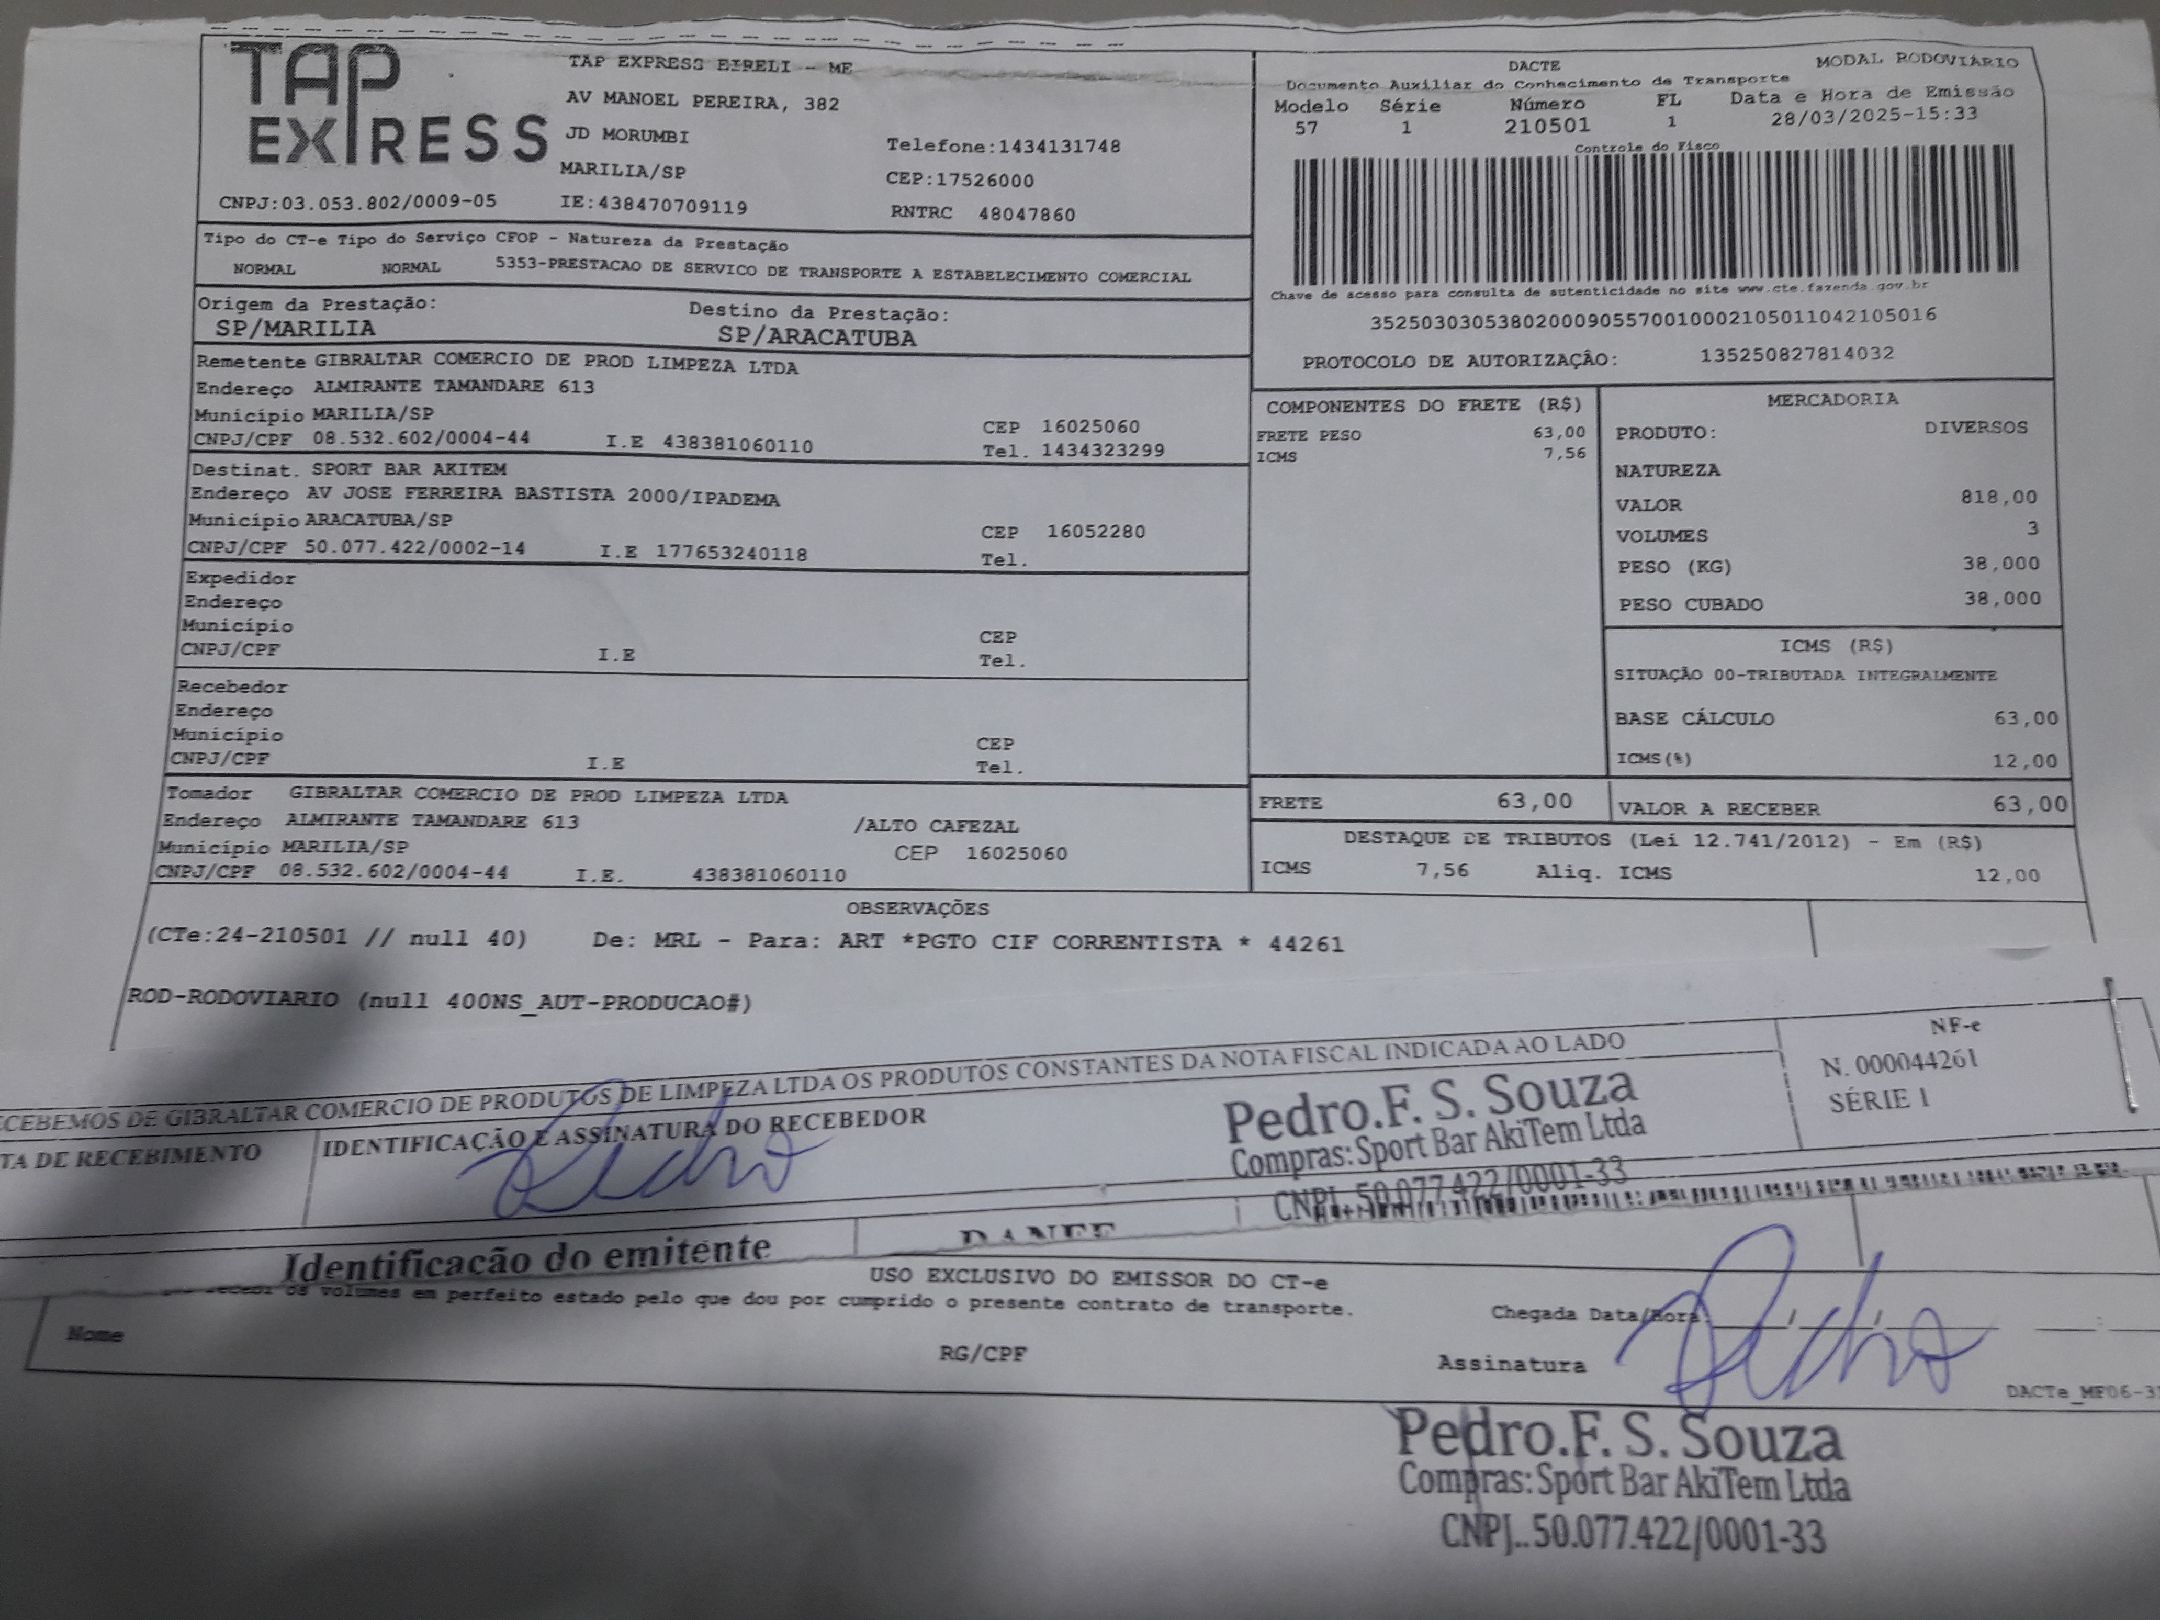 TAP EXPRESS
TAP EXPRESS EIRELI - ME
AV MANOEL PEREIRA, 382
JD MORUMBI
Telefone:1434131748
MARILIA/SP
CEP:17526000
CNPJ:03.053.802/0009-05 IE:438470709119 RNTRC 48047860
DACTE MODAL RODOVIÁRIO
Documento Auxiliar do Conhecimento de Transporte
Modelo Série Número FL Data e Hora de Emissão
57 1 210501 1 28/03/2025-15:33
Controle do Fisco
Chave de acesso para consulta de autenticidade no site www.cte.fazenda.gov.br
35250303053802000905570010002105011042105016
PROTOCOLO DE AUTORIZAÇÂO: 135250827814032
Tipo do CT-e Tipo do Serviço CFOP - Natureza da Prestação
NORMAL NORMAL 5353-PRESTACAO DE SERVICO DE TRANSPORTE A ESTABELECIMENTO COMERCIAL
Origem da Prestação: Destino da Prestação:
SP/MARILIA SP/ARACATUBA
Remetente GIBRALTAR COMERCIO DE PROD LIMPEZA LTDA
Endereço ALMIRANTE TAMANDARE 613
Município MARILIA/SP CEP 16025060
CNPJ/CPF 08.532.602/0004-44 I.E 438381060110 Tel. 1434323299
Destinat. SPORT BAR AKITEM
Endereço AV JOSE FERREIRA BASTISTA 2000/IPADEMA
Município ARACATUBA/SP CEP 16052280
CNPJ/CPF 50.077.422/0002-14 I.E 177653240118 Tel.
Expedidor
Endereço
Município CEP
CNPJ/CPF I.E Tel.
Recebedor
Endereço
Município CEP
CNPJ/CPF I.E Tel.
Tomador GIBRALTAR COMERCIO DE PROD LIMPEZA LTDA
Endereço ALMIRANTE TAMANDARE 613 /ALTO CAFEZAL
Município MARILIA/SP CEP 16025060
CNPJ/CPF 08.532.602/0004-44 I.E. 438381060110
COMPONENTES DO FRETE (R$)
FRETE PESO 63,00
ICMS 7,56
MERCADORIA
PRODUTO: DIVERSOS
NATUREZA
VALOR 818,00
VOLUMES 3
PESO (KG) 38,000
PESO CUBADO 38,000
ICMS (R$)
SITUAÇÃO 00-TRIBUTADA INTEGRALMENTE
BASE CÁLCULO 63,00
ICMS(%) 12,00
FRETE 63,00 VALOR A RECEBER 63,00
DESTAQUE DE TRIBUTOS (Lei 12.741/2012) - Em (R$)
ICMS 7,56 Aliq. ICMS 12,00
OBSERVAÇÕES
(CTe:24-210501 // null 40) De: MRL - Para: ART *PGTO CIF CORRENTISTA * 44261
ROD-RODOVIARIO (null 400NS_AUT-PRODUCAO#)
ECEBEMOS DE GIBRALTAR COMERCIO DE PRODUTOS DE LIMPEZA LTDA OS PRODUTOS CONSTANTES DA NOTA FISCAL INDICADA AO LADO
NF-e
N. 000044261
SÉRIE 1
TA DE RECEBIMENTO IDENTIFICAÇÃO E ASSINATURA DO RECEBEDOR
Pedro
Pedro.F. S. Souza
Compras: Sport Bar AkiTem Ltda
CNPJ.. 50.077.422/0001-33
Identificação do emitente DANFE
USO EXCLUSIVO DO EMISSOR DO CT-e
recebi os volumes em perfeito estado pelo que dou por cumprido o presente contrato de transporte.
Chegada Data/Hora: / / :
Nome RG/CPF Assinatura Pedro
DACTe_MF06-3
Pedro.F. S. Souza
Compras: Sport Bar AkiTem Ltda
CNPJ.. 50.077.422/0001-33